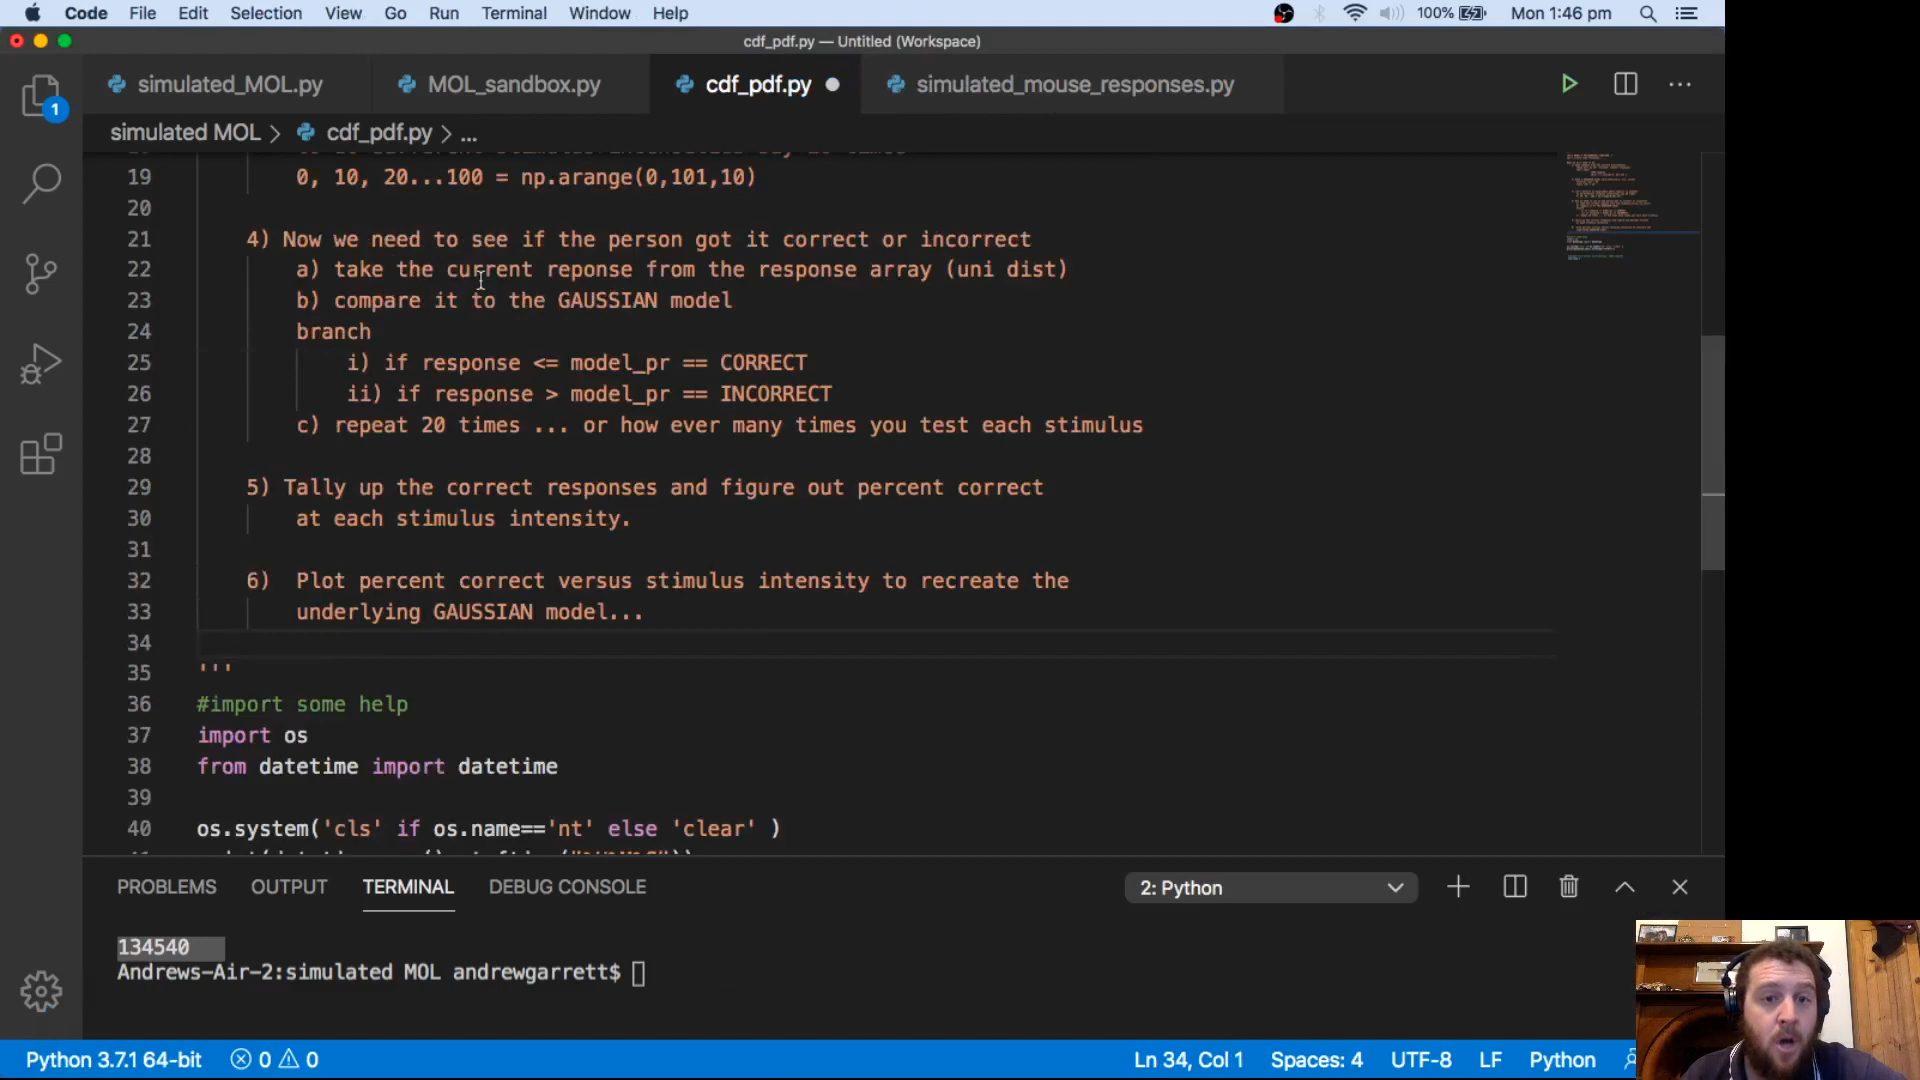 Code File Edit Selection View Go Run Terminal Window Help 100% Mon 1:46 pm
cdf_pdf.py — Untitled (Workspace)
simulated_MOL.py MOL_sandbox.py cdf_pdf.py simulated_mouse_responses.py
1
simulated MOL > cdf_pdf.py > ...
19 0, 10, 20...100 = np.arange(0,101,10)
20
21 4) Now we need to see if the person got it correct or incorrect
22 a) take the current reponse from the response array (uni dist)
23 b) compare it to the GAUSSIAN model
24 branch
25 i) if response <= model_pr == CORRECT
26 ii) if response > model_pr == INCORRECT
27 c) repeat 20 times ... or how ever many times you test each stimulus
28
29 5) Tally up the correct responses and figure out percent correct
30 at each stimulus intensity.
31
32 6) Plot percent correct versus stimulus intensity to recreate the
33 underlying GAUSSIAN model...
34
35 '''
36 #import some help
37 import os
38 from datetime import datetime
39
40 os.system('cls' if os.name=='nt' else 'clear' )
PROBLEMS OUTPUT TERMINAL DEBUG CONSOLE 2: Python
134540
Andrews-Air-2:simulated MOL andrewgarrett$
Python 3.7.1 64-bit 0 0 Ln 34, Col 1 Spaces: 4 UTF-8 LF Python